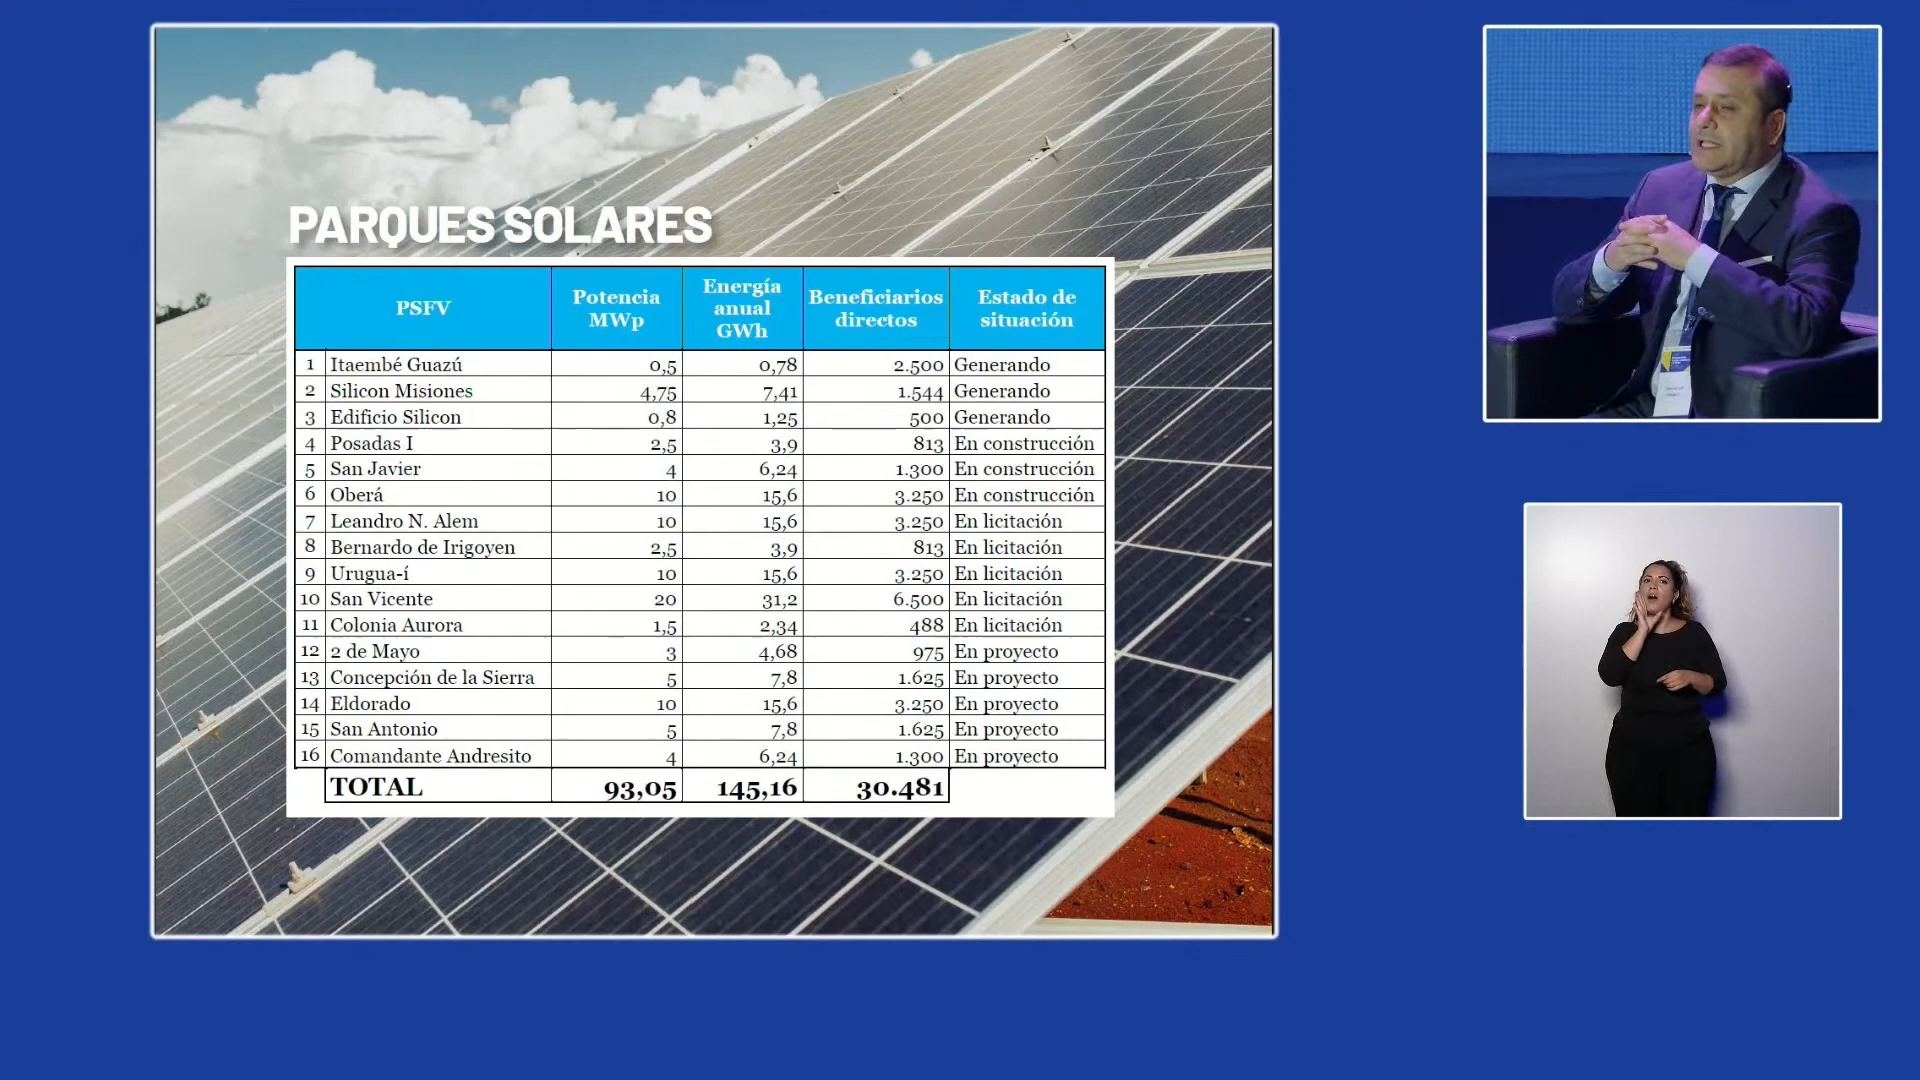 PARQUES SOLARES
PSFV Potencia MWp Energía anual GWh Beneficiarios directos Estado de situación
1 Itaembé Guazú 0,5 0,78 2.500 Generando
2 Silicon Misiones 4,75 7,41 1.544 Generando
3 Edificio Silicon 0,8 1,25 500 Generando
4 Posadas I 2,5 3,9 813 En construcción
5 San Javier 4 6,24 1.300 En construcción
6 Oberá 10 15,6 3.250 En construcción
7 Leandro N. Alem 10 15,6 3.250 En licitación
8 Bernardo de Irigoyen 2,5 3,9 813 En licitación
9 Urugua-í 10 15,6 3.250 En licitación
10 San Vicente 20 31,2 6.500 En licitación
11 Colonia Aurora 1,5 2,34 488 En licitación
12 2 de Mayo 3 4,68 975 En proyecto
13 Concepción de la Sierra 5 7,8 1.625 En proyecto
14 Eldorado 10 15,6 3.250 En proyecto
15 San Antonio 5 7,8 1.625 En proyecto
16 Comandante Andresito 4 6,24 1.300 En proyecto
TOTAL 93,05 145,16 30.481